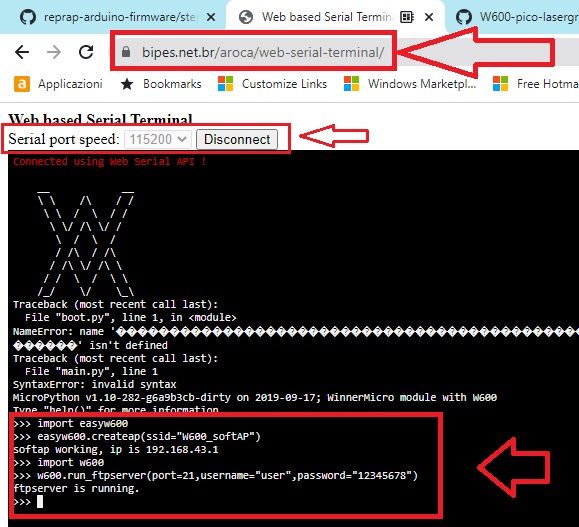 reprap-arduino-firmware/ste
Web based Serial Termin
W600-pico-lasergr
bipes.net.br/aroca/web-serial-terminal/
Applicazioni
Bookmarks
Customize Links
Windows Marketpl...
Free Hotma
Web based Serial Terminal
Serial port speed: 115200 Disconnect
Connected using Web Serial API !
__          __
\ \    /\    / /
\ \  /  \  / /
\ \/ /\ \/ /
\  /  \  /
/ /\  / /\
/ /\ \/ /\ \
/ /  \  /  \ \
/_/    \/    \_\
Traceback (most recent call last):
File "boot.py", line 1, in <module>
NameError: name '�������������������������������������������������������
������' isn't defined
Traceback (most recent call last):
File "main.py", line 1
SyntaxError: invalid syntax
MicroPython v1.10-282-g6a9b3cb-dirty on 2019-09-17; WinnerMicro module with W600
Type "help()" for more information.
>>> import easyw600
>>> easyw600.createap(ssid="W600_softAP")
softap working, ip is 192.168.43.1
>>> import w600
>>> w600.run_ftpserver(port=21,username="user",password="12345678")
ftpserver is running.
>>>